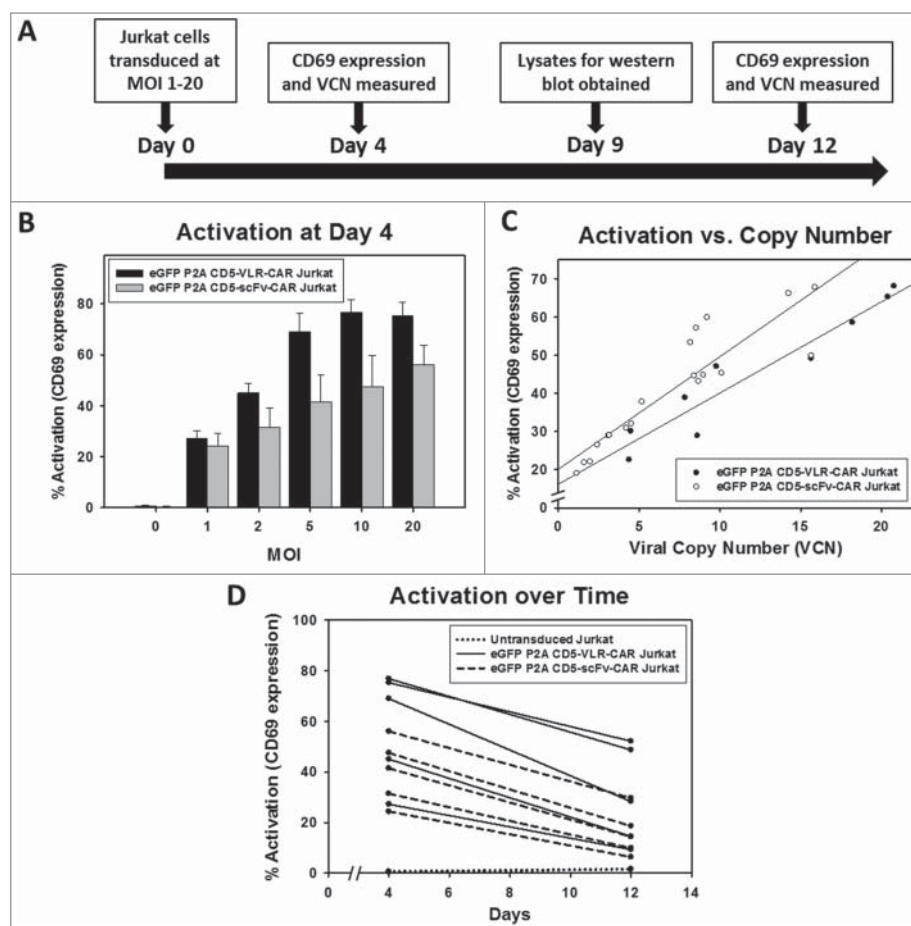 A
Jurkat cells
transduced at
MOI 1-20
CD69 expression
and VCN measured
Lysates for western
blot obtained
CD69 expression
and VCN measured
Day 0
Day 4
Day 9
Day 12
B
Activation at Day 4
eGFP P2A CD5-VLR-CAR Jurkat
eGFP P2A CD5-scFv-CAR Jurkat
% Activation (CD69 expression)
80
60
40
20
0
0 1 2 5 10 20
MOI
C
Activation vs. Copy Number
% Activation (CD69 expression)
70
60
50
40
30
20
0
eGFP P2A CD5-VLR-CAR Jurkat
eGFP P2A CD5-scFv-CAR Jurkat
0 5 10 15 20
Viral Copy Number (VCN)
D
Activation over Time
% Activation (CD69 expression)
100
80
60
40
20
0
Untransduced Jurkat
eGFP P2A CD5-VLR-CAR Jurkat
eGFP P2A CD5-scFv-CAR Jurkat
0 4 6 8 10 12 14
Days